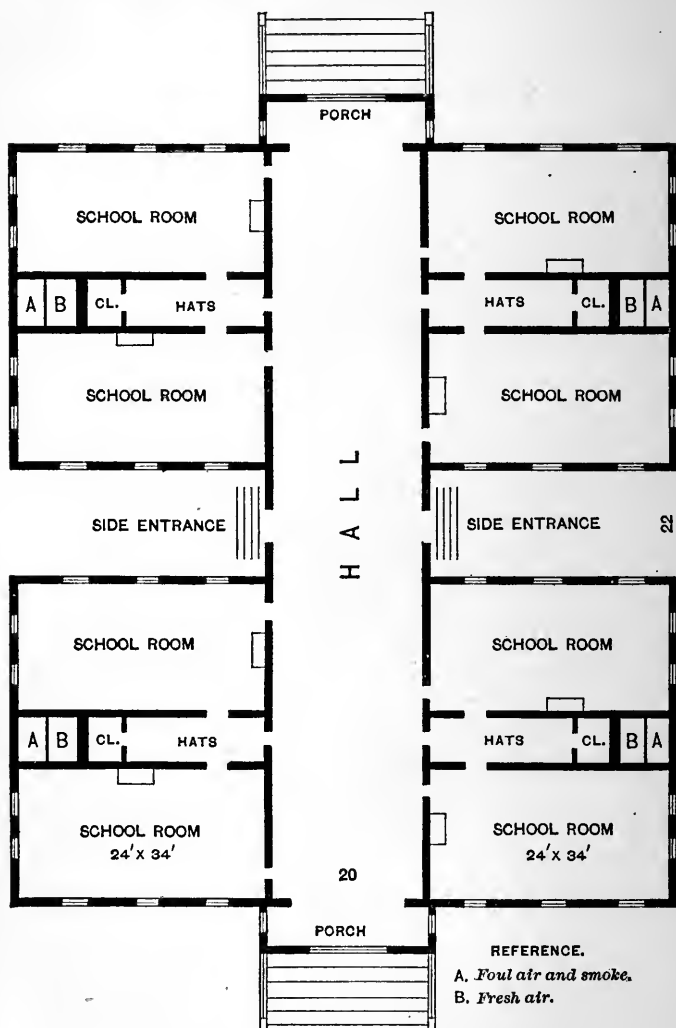 PORCH
SCHOOL ROOM
SCHOOL ROOM
A B CL. HATS
HATS CL. B A
SCHOOL ROOM
SCHOOL ROOM
HALL
SIDE ENTRANCE
SIDE ENTRANCE
22
SCHOOL ROOM
SCHOOL ROOM
A B CL. HATS
HATS CL. B A
SCHOOL ROOM
24' X 34'
SCHOOL ROOM
24' X 34'
20
PORCH
REFERENCE.
A. Foul air and smoke.
B. Fresh air.